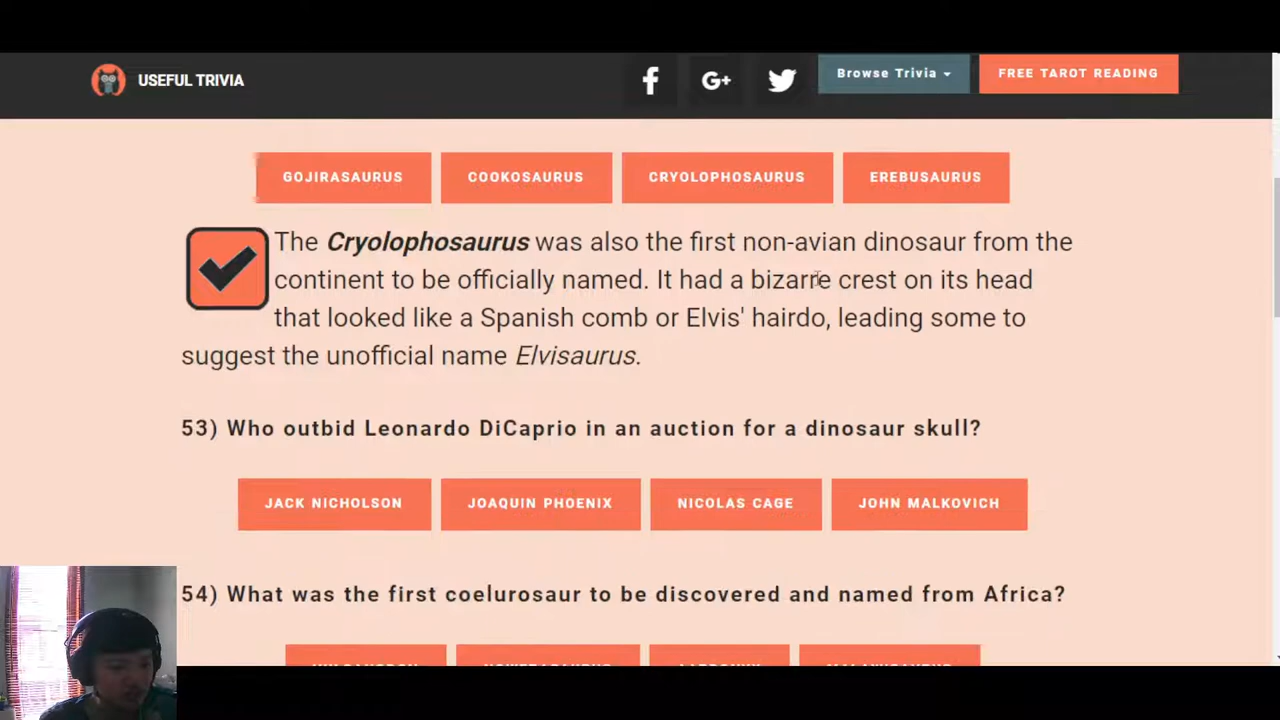 USEFUL TRIVIA
f
G+
Browse Trivia
FREE TAROT READING
GOJIRASAURUS
COOKOSAURUS
CRYOLOPHOSAURUS
EREBUSAURUS
The Cryolophosaurus was also the first non-avian dinosaur from the
continent to be officially named. It had a bizarre crest on its head
that looked like a Spanish comb or Elvis' hairdo, leading some to
suggest the unofficial name Elvisaurus.
53) Who outbid Leonardo DiCaprio in an auction for a dinosaur skull?
JACK NICHOLSON
JOAQUIN PHOENIX
NICOLAS CAGE
JOHN MALKOVICH
54) What was the first coelurosaur to be discovered and named from Africa?